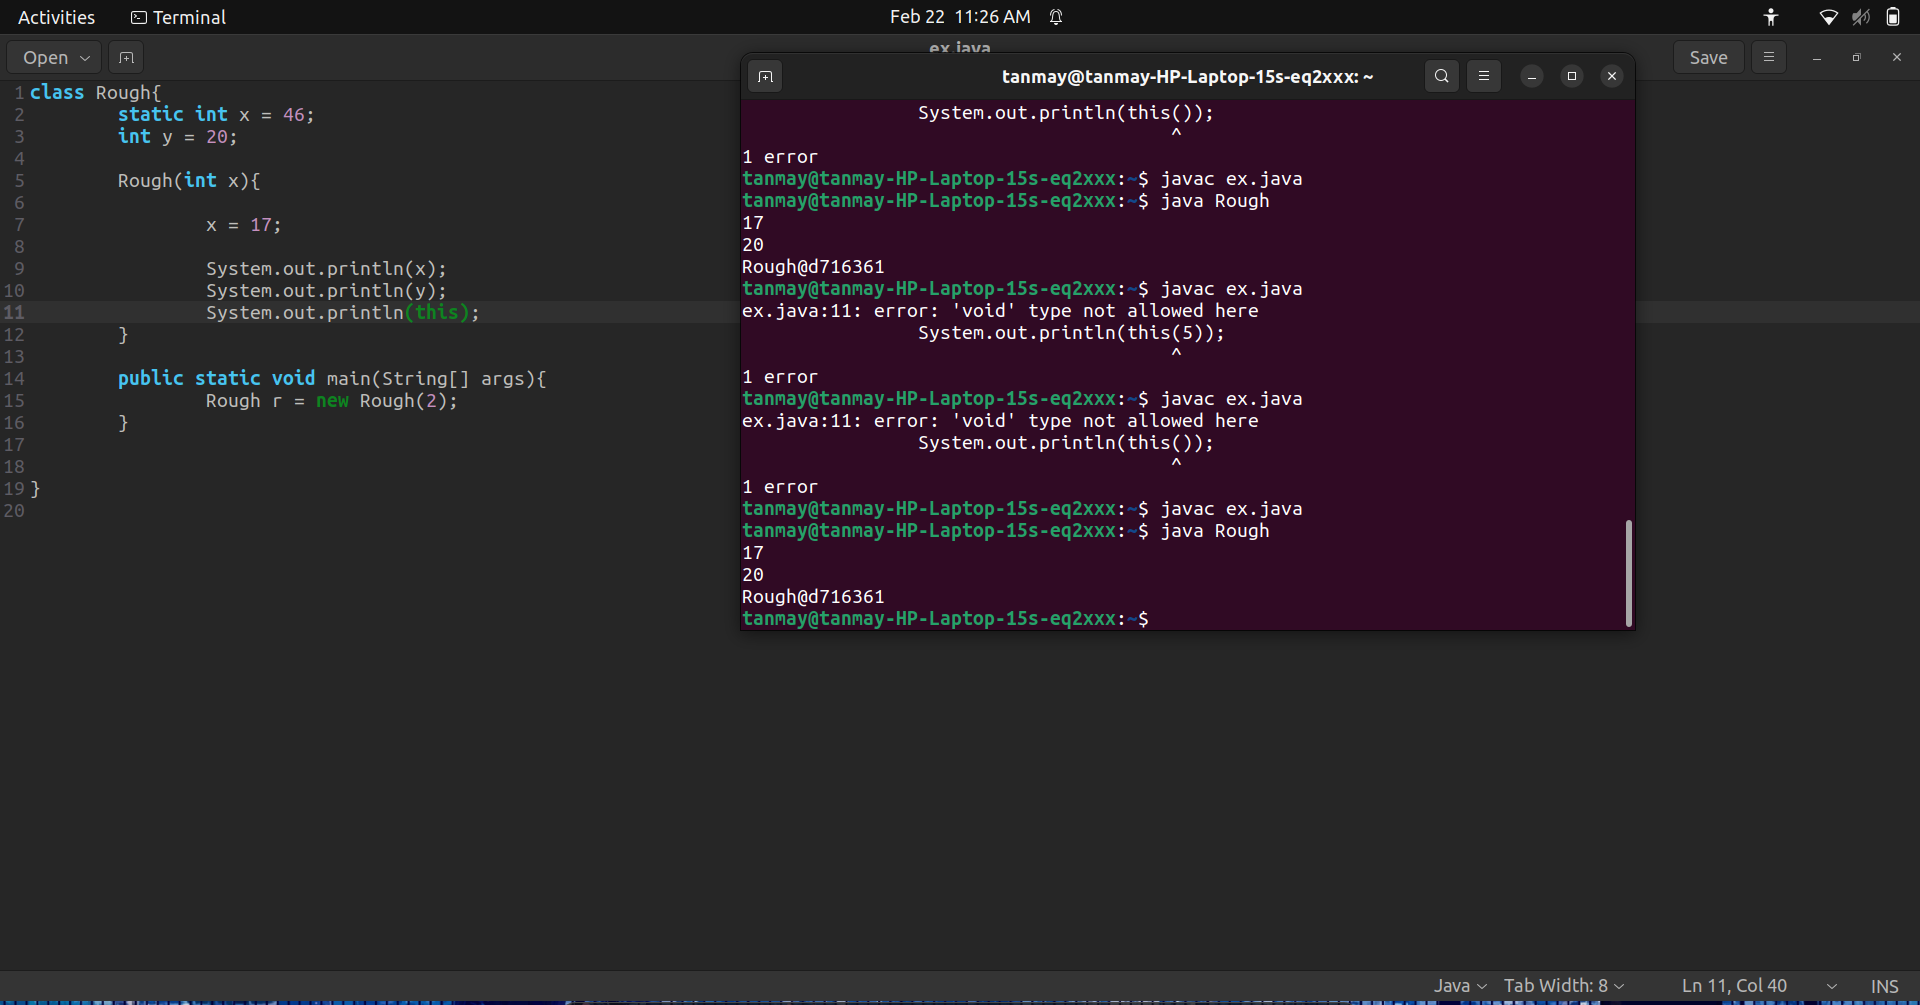 Activities Terminal Feb 22 11:26 AM
Open ex.java Save
1 class Rough{
2 static int x = 46;
3 int y = 20;
4
5 Rough(int x){
6
7 x = 17;
8
9 System.out.println(x);
10 System.out.println(y);
11 System.out.println(this);
12 }
13
14 public static void main(String[] args){
15 Rough r = new Rough(2);
16 }
17
18
19 }
20
tanmay@tanmay-HP-Laptop-15s-eq2xxx: ~
System.out.println(this());
^
1 error
tanmay@tanmay-HP-Laptop-15s-eq2xxx:~$ javac ex.java
tanmay@tanmay-HP-Laptop-15s-eq2xxx:~$ java Rough
17
20
Rough@d716361
tanmay@tanmay-HP-Laptop-15s-eq2xxx:~$ javac ex.java
ex.java:11: error: 'void' type not allowed here
System.out.println(this(5));
^
1 error
tanmay@tanmay-HP-Laptop-15s-eq2xxx:~$ javac ex.java
ex.java:11: error: 'void' type not allowed here
System.out.println(this());
^
1 error
tanmay@tanmay-HP-Laptop-15s-eq2xxx:~$ javac ex.java
tanmay@tanmay-HP-Laptop-15s-eq2xxx:~$ java Rough
17
20
Rough@d716361
tanmay@tanmay-HP-Laptop-15s-eq2xxx:~$
Java Tab Width: 8 Ln 11, Col 40 INS